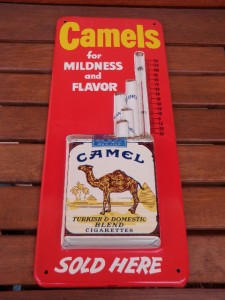 Camels
for
MILDNESS
and
FLAVOR
CAMEL
TURKISH & DOMESTIC
BLEND
CIGARETTES
SOLD HERE